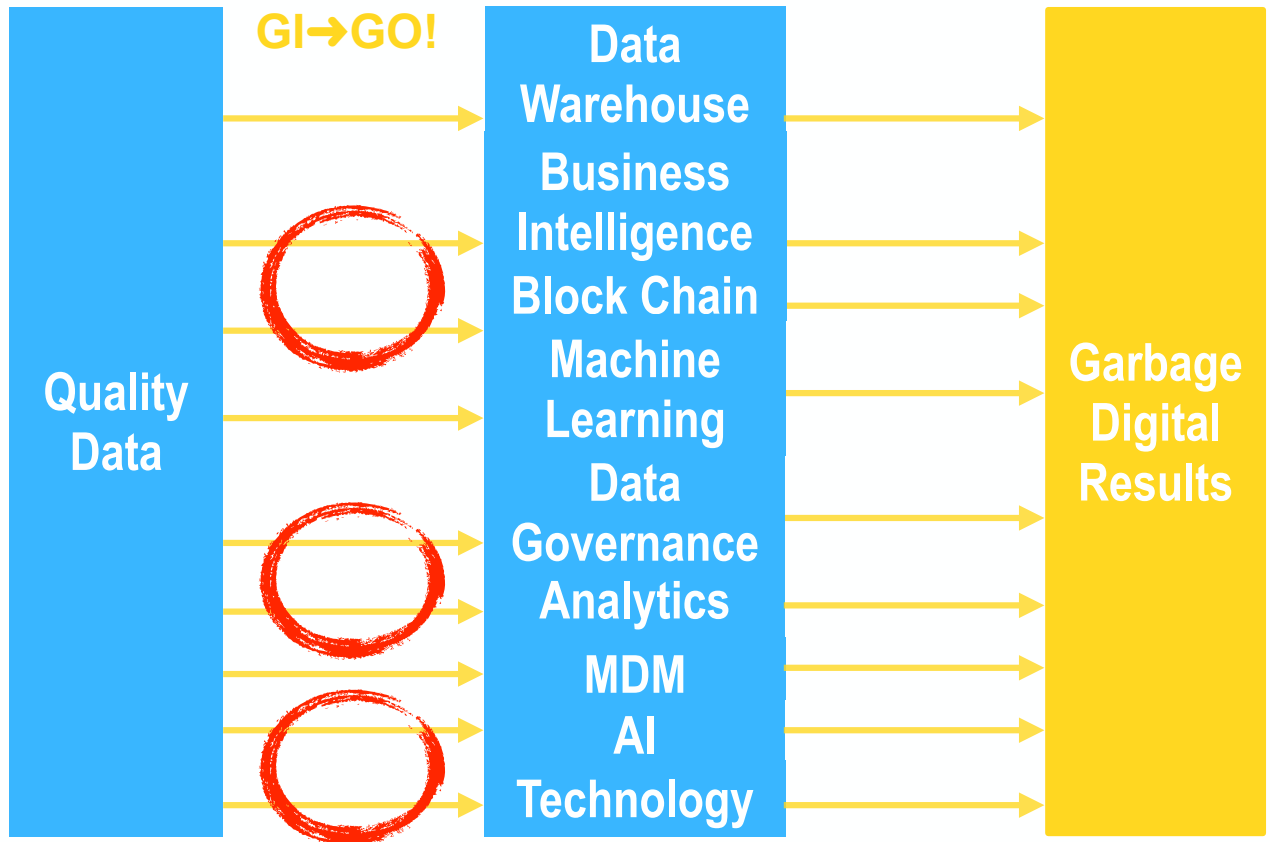 GI➜GO!
Quality
Data
Data
Warehouse
Business
Intelligence
Block Chain
Machine
Learning
Data
Governance
Analytics
MDM
AI
Technology
Garbage
Digital
Results